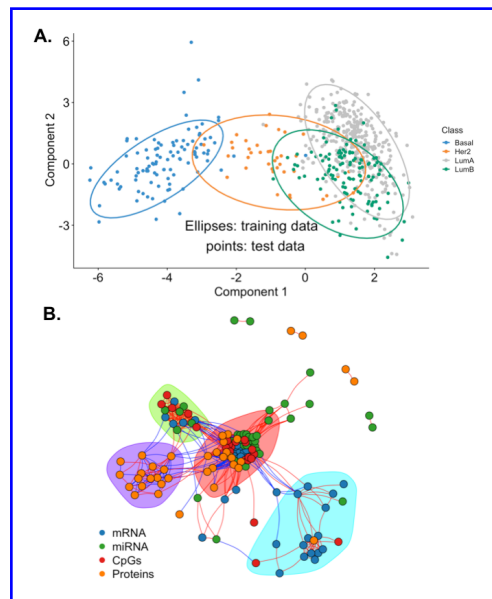 A.
6
3
0
-3
Component 2
-6
-4
-2
0
2
Component 1
Ellipses: training data
points: test data
Class
Basal
Her2
LumA
LumB
B.
mRNA
miRNA
CpGs
Proteins